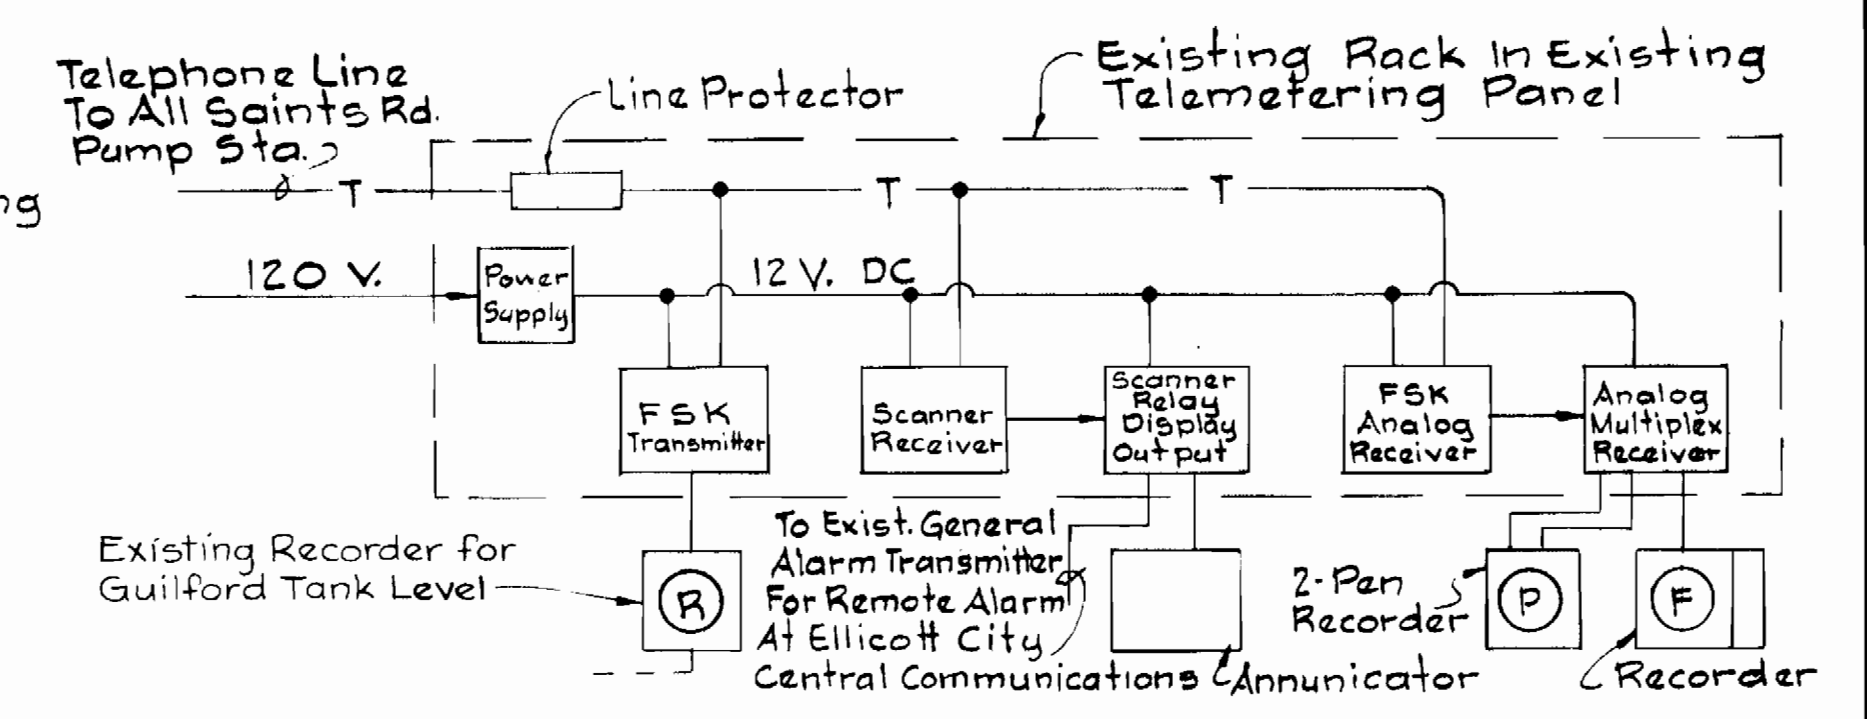 Telephone Line
To All Saints Rd.
Pump Sta.
Line Protector
Existing Rack In Existing
Telemetering Panel
ng
T
T
T
120 V.
Power
Supply
12 V. DC
FSK
Transmitter
Scanner
Receiver
Scanner
Relay
Display
Output
FSK
Analog
Receiver
Analog
Multiplex
Receiver
Existing Recorder for
Guilford Tank Level
R
To Exist. General
Alarm Transmitter
For Remote Alarm
At Ellicott City
Central Communications
Annunicator
2-Pen
Recorder
P
F
Recorder